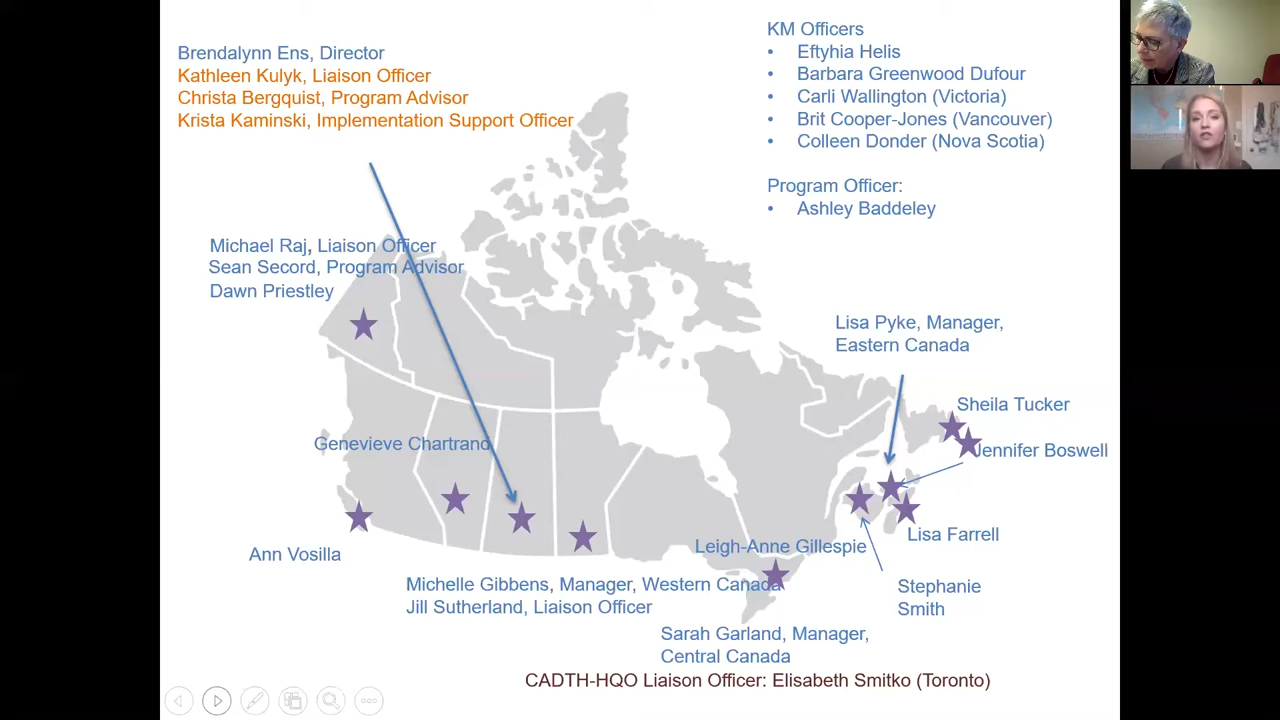 Brendalynn Ens, Director
Kathleen Kulyk, Liaison Officer
Christa Bergquist, Program Advisor
Krista Kaminski, Implementation Support Officer
KM Officers
• Eftyhia Helis
• Barbara Greenwood Dufour
• Carli Wallington (Victoria)
• Brit Cooper-Jones (Vancouver)
• Colleen Donder (Nova Scotia)
Program Officer:
• Ashley Baddeley
Michael Raj, Liaison Officer
Sean Secord, Program Advisor
Dawn Priestley
Lisa Pyke, Manager,
Eastern Canada
Sheila Tucker
Jennifer Boswell
Genevieve Chartrand
Lisa Farrell
Leigh-Anne Gillespie
Ann Vosilla
Michelle Gibbens, Manager, Western Canada
Jill Sutherland, Liaison Officer
Stephanie
Smith
Sarah Garland, Manager,
Central Canada
CADTH-HQO Liaison Officer: Elisabeth Smitko (Toronto)